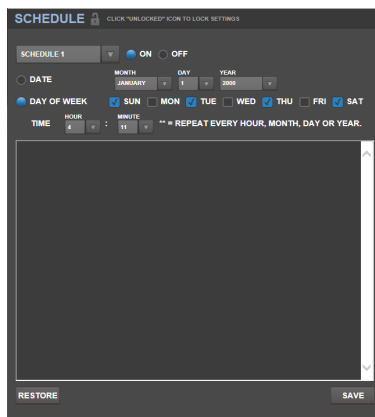 SCHEDULE CLICK "UNLOCKED" ICON TO LOCK SETTINGS
SCHEDULE 1 ON OFF
MONTH DAY YEAR
DATE JANUARY 1 2000
DAY OF WEEK SUN MON TUE WED THU FRI SAT
HOUR MINUTE
TIME 4 : 11 ** = REPEAT EVERY HOUR, MONTH, DAY OR YEAR.
RESTORE SAVE